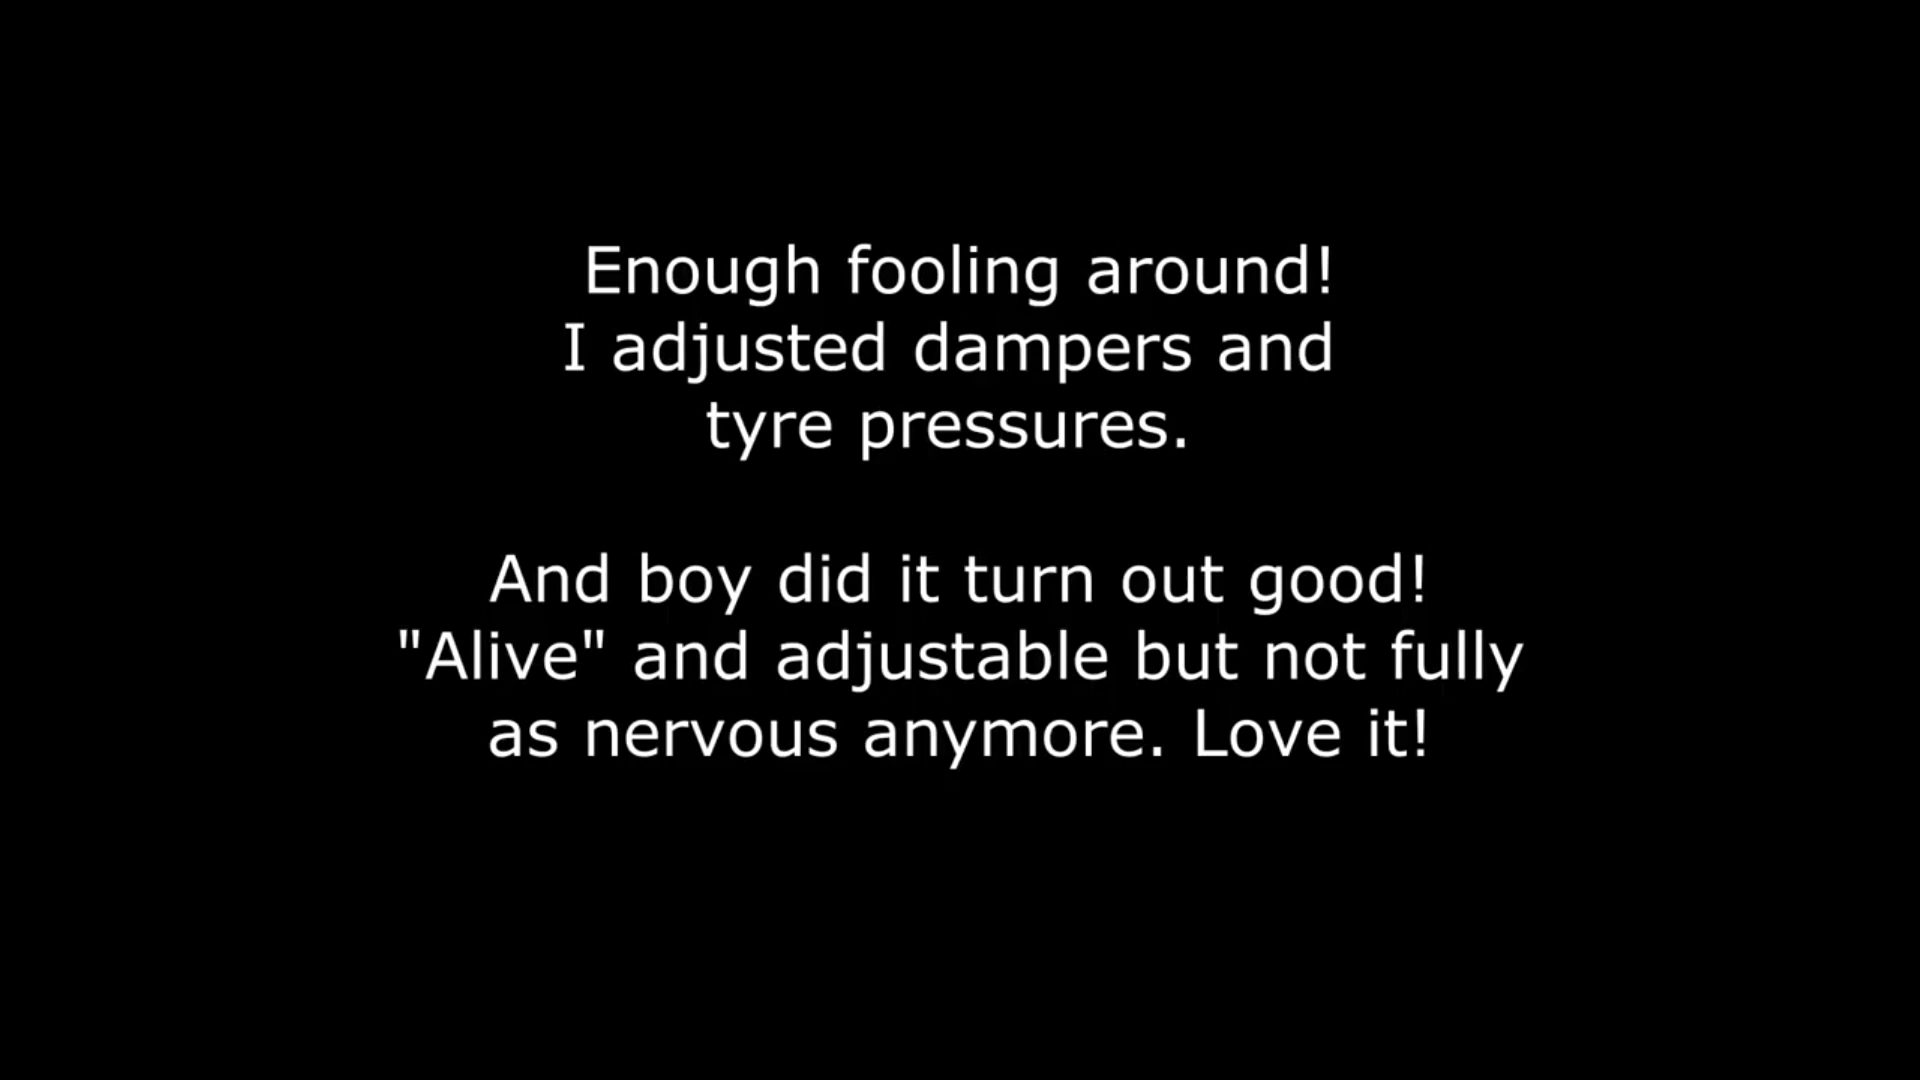 Enough fooling around!
I adjusted dampers and
tyre pressures.
And boy did it turn out good!
"Alive" and adjustable but not fully
as nervous anymore. Love it!